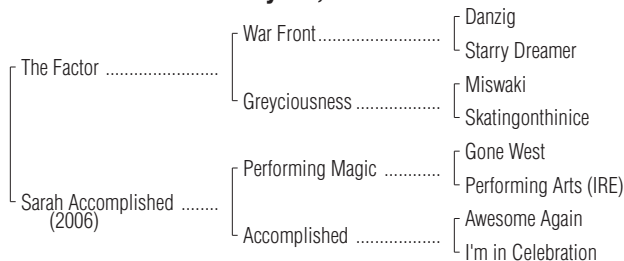 Danzig
War Front
Starry Dreamer
The Factor
Miswaki
Greyciousness
Skatingonthinice
Gone West
Performing Magic
Performing Arts (IRE)
Sarah Accomplished
(2006)
Awesome Again
Accomplished
I'm in Celebration